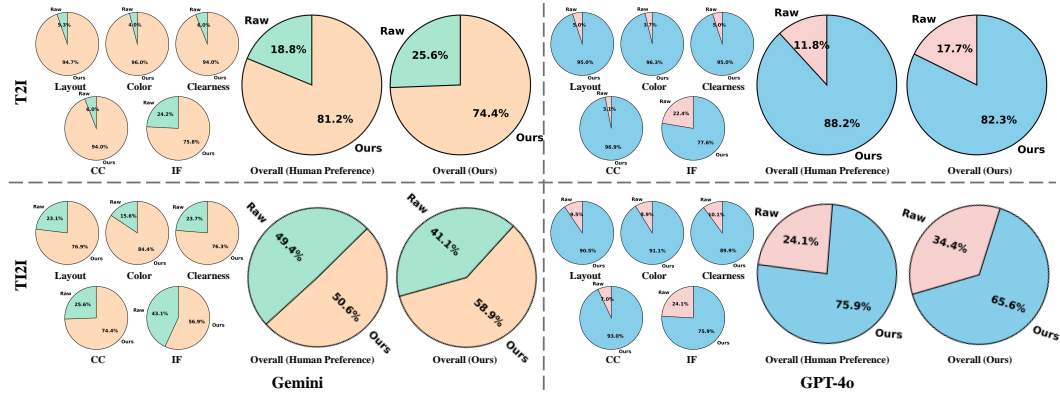 T2I
Raw
5.3%
94.7%
Ours
Layout
Raw
4.0%
96.0%
Ours
Color
Raw
6.0%
94.0%
Ours
Clearness
Raw
6.0%
94.0%
Ours
CC
Raw
24.2%
75.8%
Ours
IF
Raw
18.8%
81.2%
Ours
Overall (Human Preference)
Raw
25.6%
74.4%
Ours
Overall (Ours)
Raw
5.0%
95.0%
Ours
Layout
Raw
3.7%
96.3%
Ours
Color
Raw
5.0%
95.0%
Ours
Clearness
Raw
3.1%
96.9%
Ours
CC
Raw
22.4%
77.6%
Ours
IF
Raw
11.8%
88.2%
Ours
Overall (Human Preference)
Raw
17.7%
82.3%
Ours
Overall (Ours)
TI2I
Raw
23.1%
76.9%
Ours
Layout
Raw
15.6%
84.4%
Ours
Color
Raw
23.7%
76.3%
Ours
Clearness
Raw
25.6%
74.4%
Ours
CC
Raw
43.1%
56.9%
Ours
IF
Raw
49.4%
50.6%
Ours
Overall (Human Preference)
Raw
41.1%
58.9%
Ours
Overall (Ours)
Gemini
Raw
9.5%
90.5%
Ours
Layout
Raw
8.9%
91.1%
Ours
Color
Raw
10.1%
89.9%
Ours
Clearness
Raw
7.0%
93.0%
Ours
CC
Raw
24.1%
75.9%
Ours
IF
Raw
24.1%
75.9%
Ours
Overall (Human Preference)
Raw
34.4%
65.6%
Ours
Overall (Ours)
GPT-4o